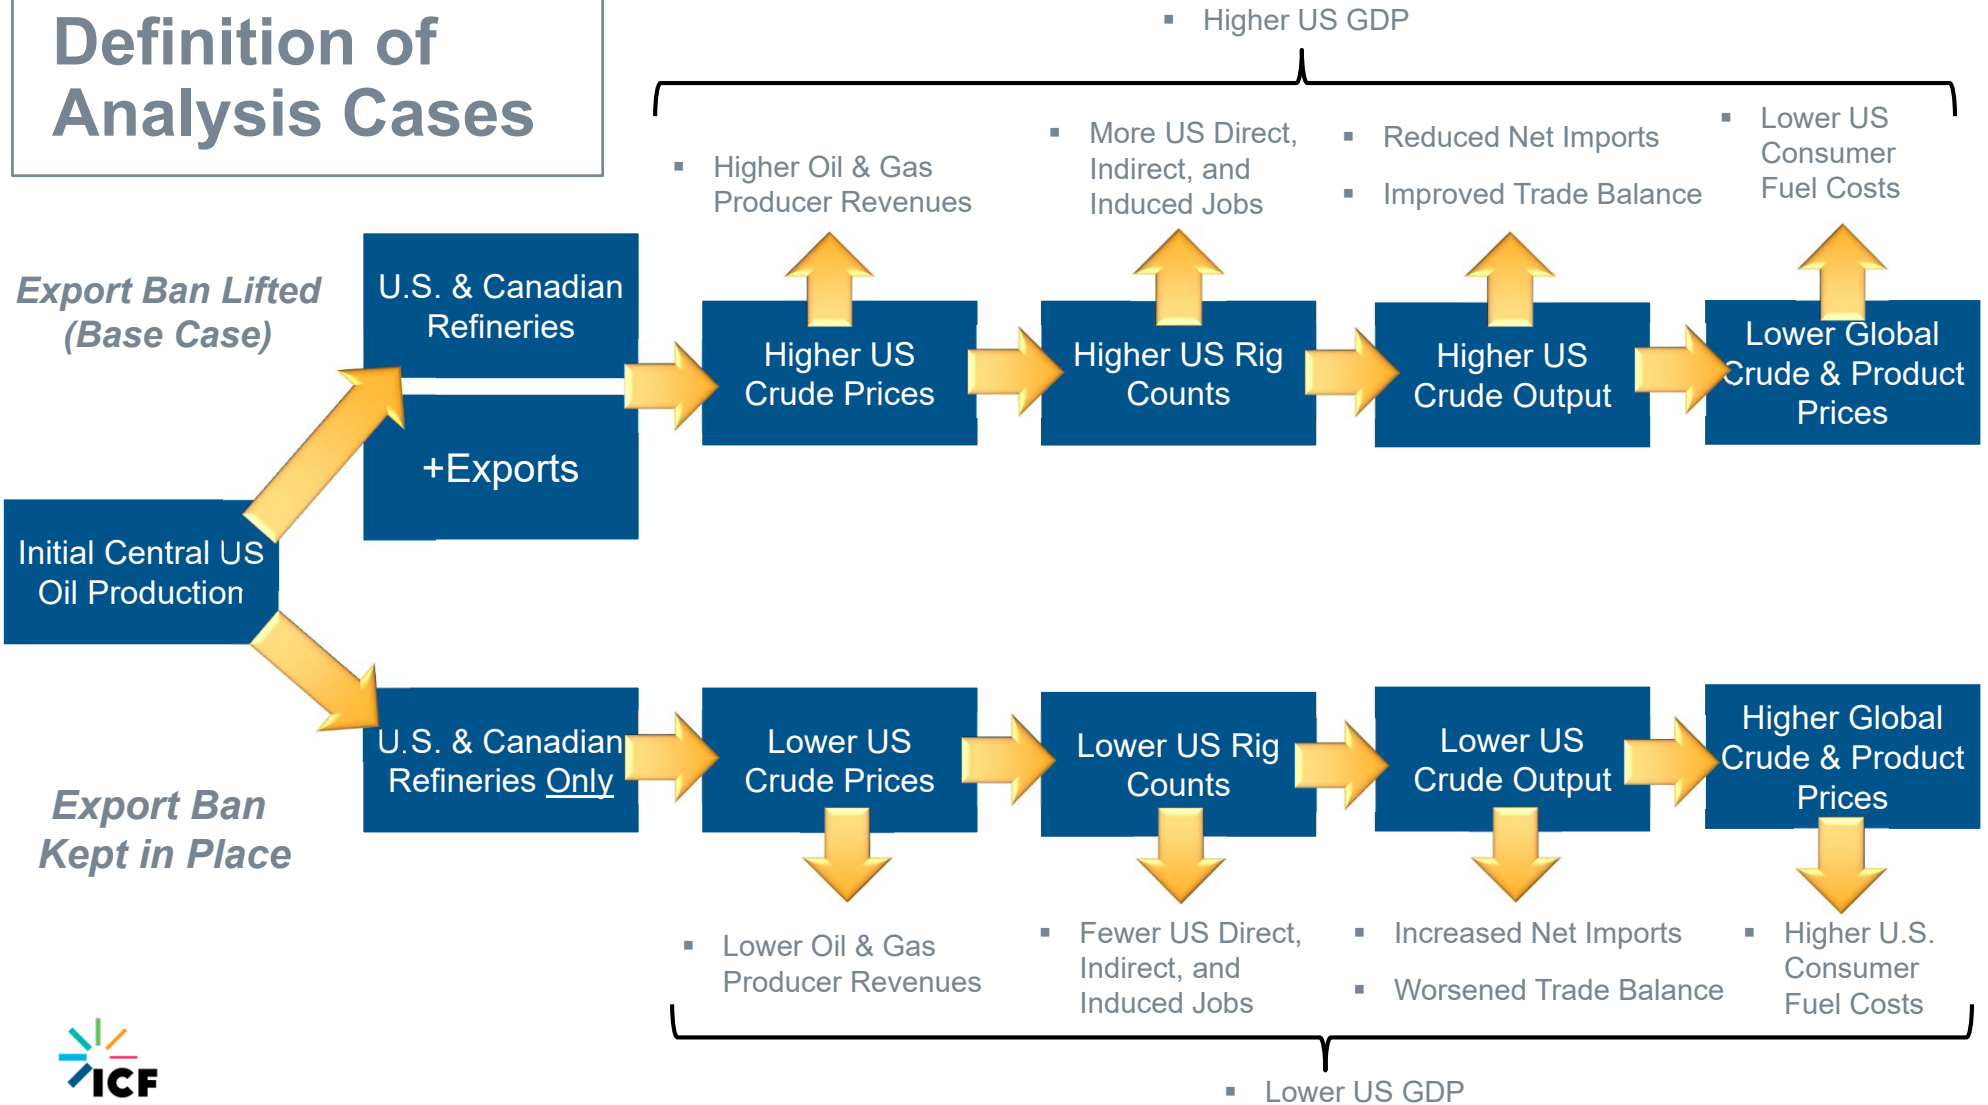 Definition of
Analysis Cases
▪ Higher US GDP
▪ Higher Oil & Gas
Producer Revenues
▪ More US Direct,
Indirect, and
Induced Jobs
▪ Reduced Net Imports
▪ Improved Trade Balance
▪ Lower US
Consumer
Fuel Costs
Export Ban Lifted
(Base Case)
U.S. & Canadian
Refineries
+Exports
Higher US
Crude Prices
Higher US Rig
Counts
Higher US
Crude Output
Lower Global
Crude & Product
Prices
Initial Central US
Oil Production
U.S. & Canadian
Refineries Only
Lower US
Crude Prices
Lower US Rig
Counts
Lower US
Crude Output
Higher Global
Crude & Product
Prices
Export Ban
Kept in Place
▪ Lower Oil & Gas
Producer Revenues
▪ Fewer US Direct,
Indirect, and
Induced Jobs
▪ Increased Net Imports
▪ Worsened Trade Balance
▪ Higher U.S.
Consumer
Fuel Costs
▪ Lower US GDP
ICF